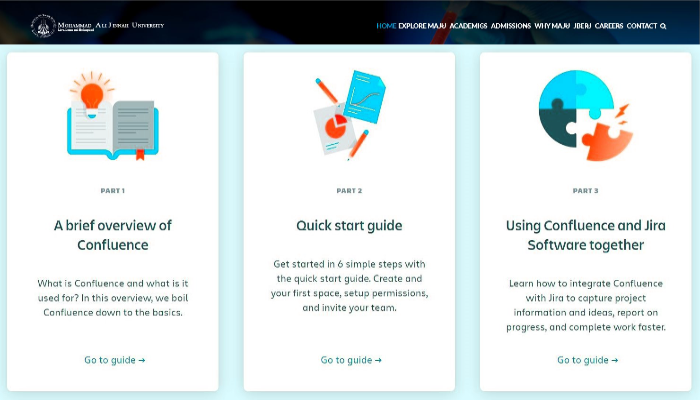 Mohammad Ali Jinnah University
HOME EXPLORE MAJU ACADEMICS ADMISSIONS WHY MAJU JBERJ CAREERS CONTACT
PART 1
A brief overview of
Confluence
What is Confluence and what is it
used for? In this overview, we boil
Confluence down to the basics.
Go to guide →
PART 2
Quick start guide
Get started in 6 simple steps with
the quick start guide. Create and
your first space, setup permissions,
and invite your team.
Go to guide →
PART 3
Using Confluence and Jira
Software together
Learn how to integrate Confluence
with Jira to capture project
information and ideas, report on
progress, and complete work faster.
Go to guide →